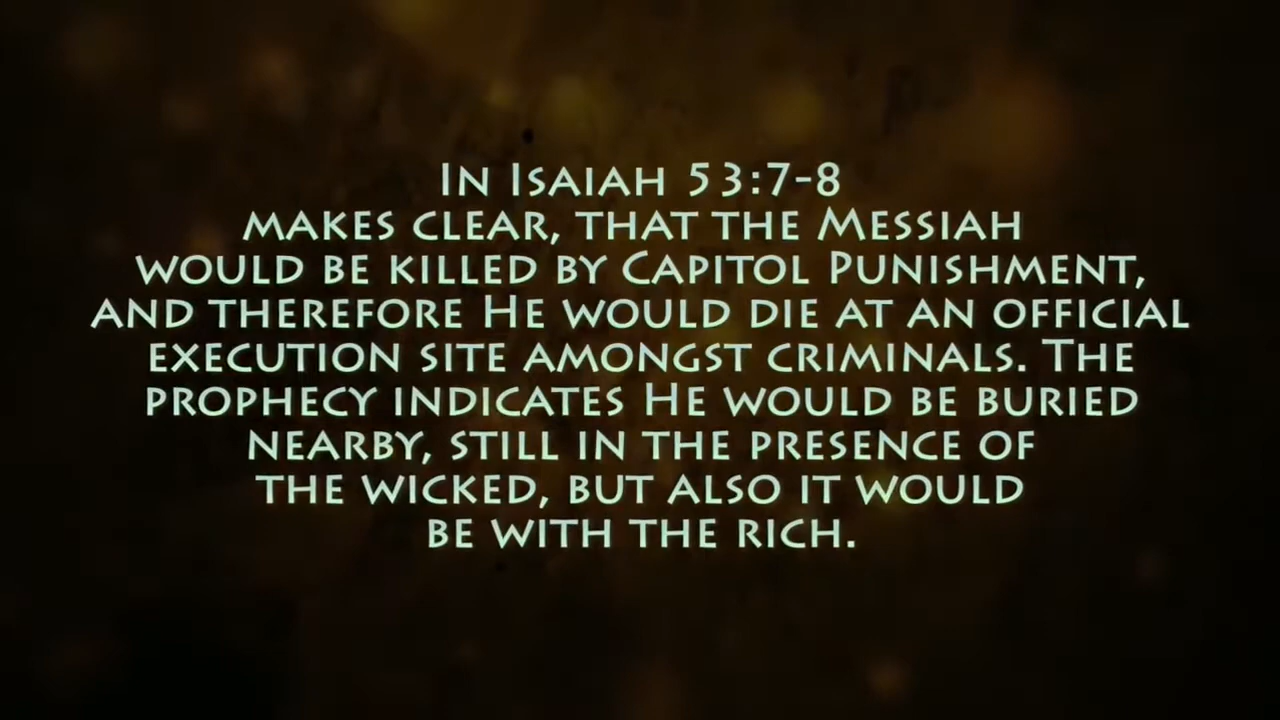 In Isaiah 53:7-8
makes clear, that the Messiah
would be killed by Capitol Punishment,
and therefore He would die at an official
execution site amongst criminals. The
prophecy indicates He would be buried
nearby, still in the presence of
the wicked, but also it would
be with the rich.